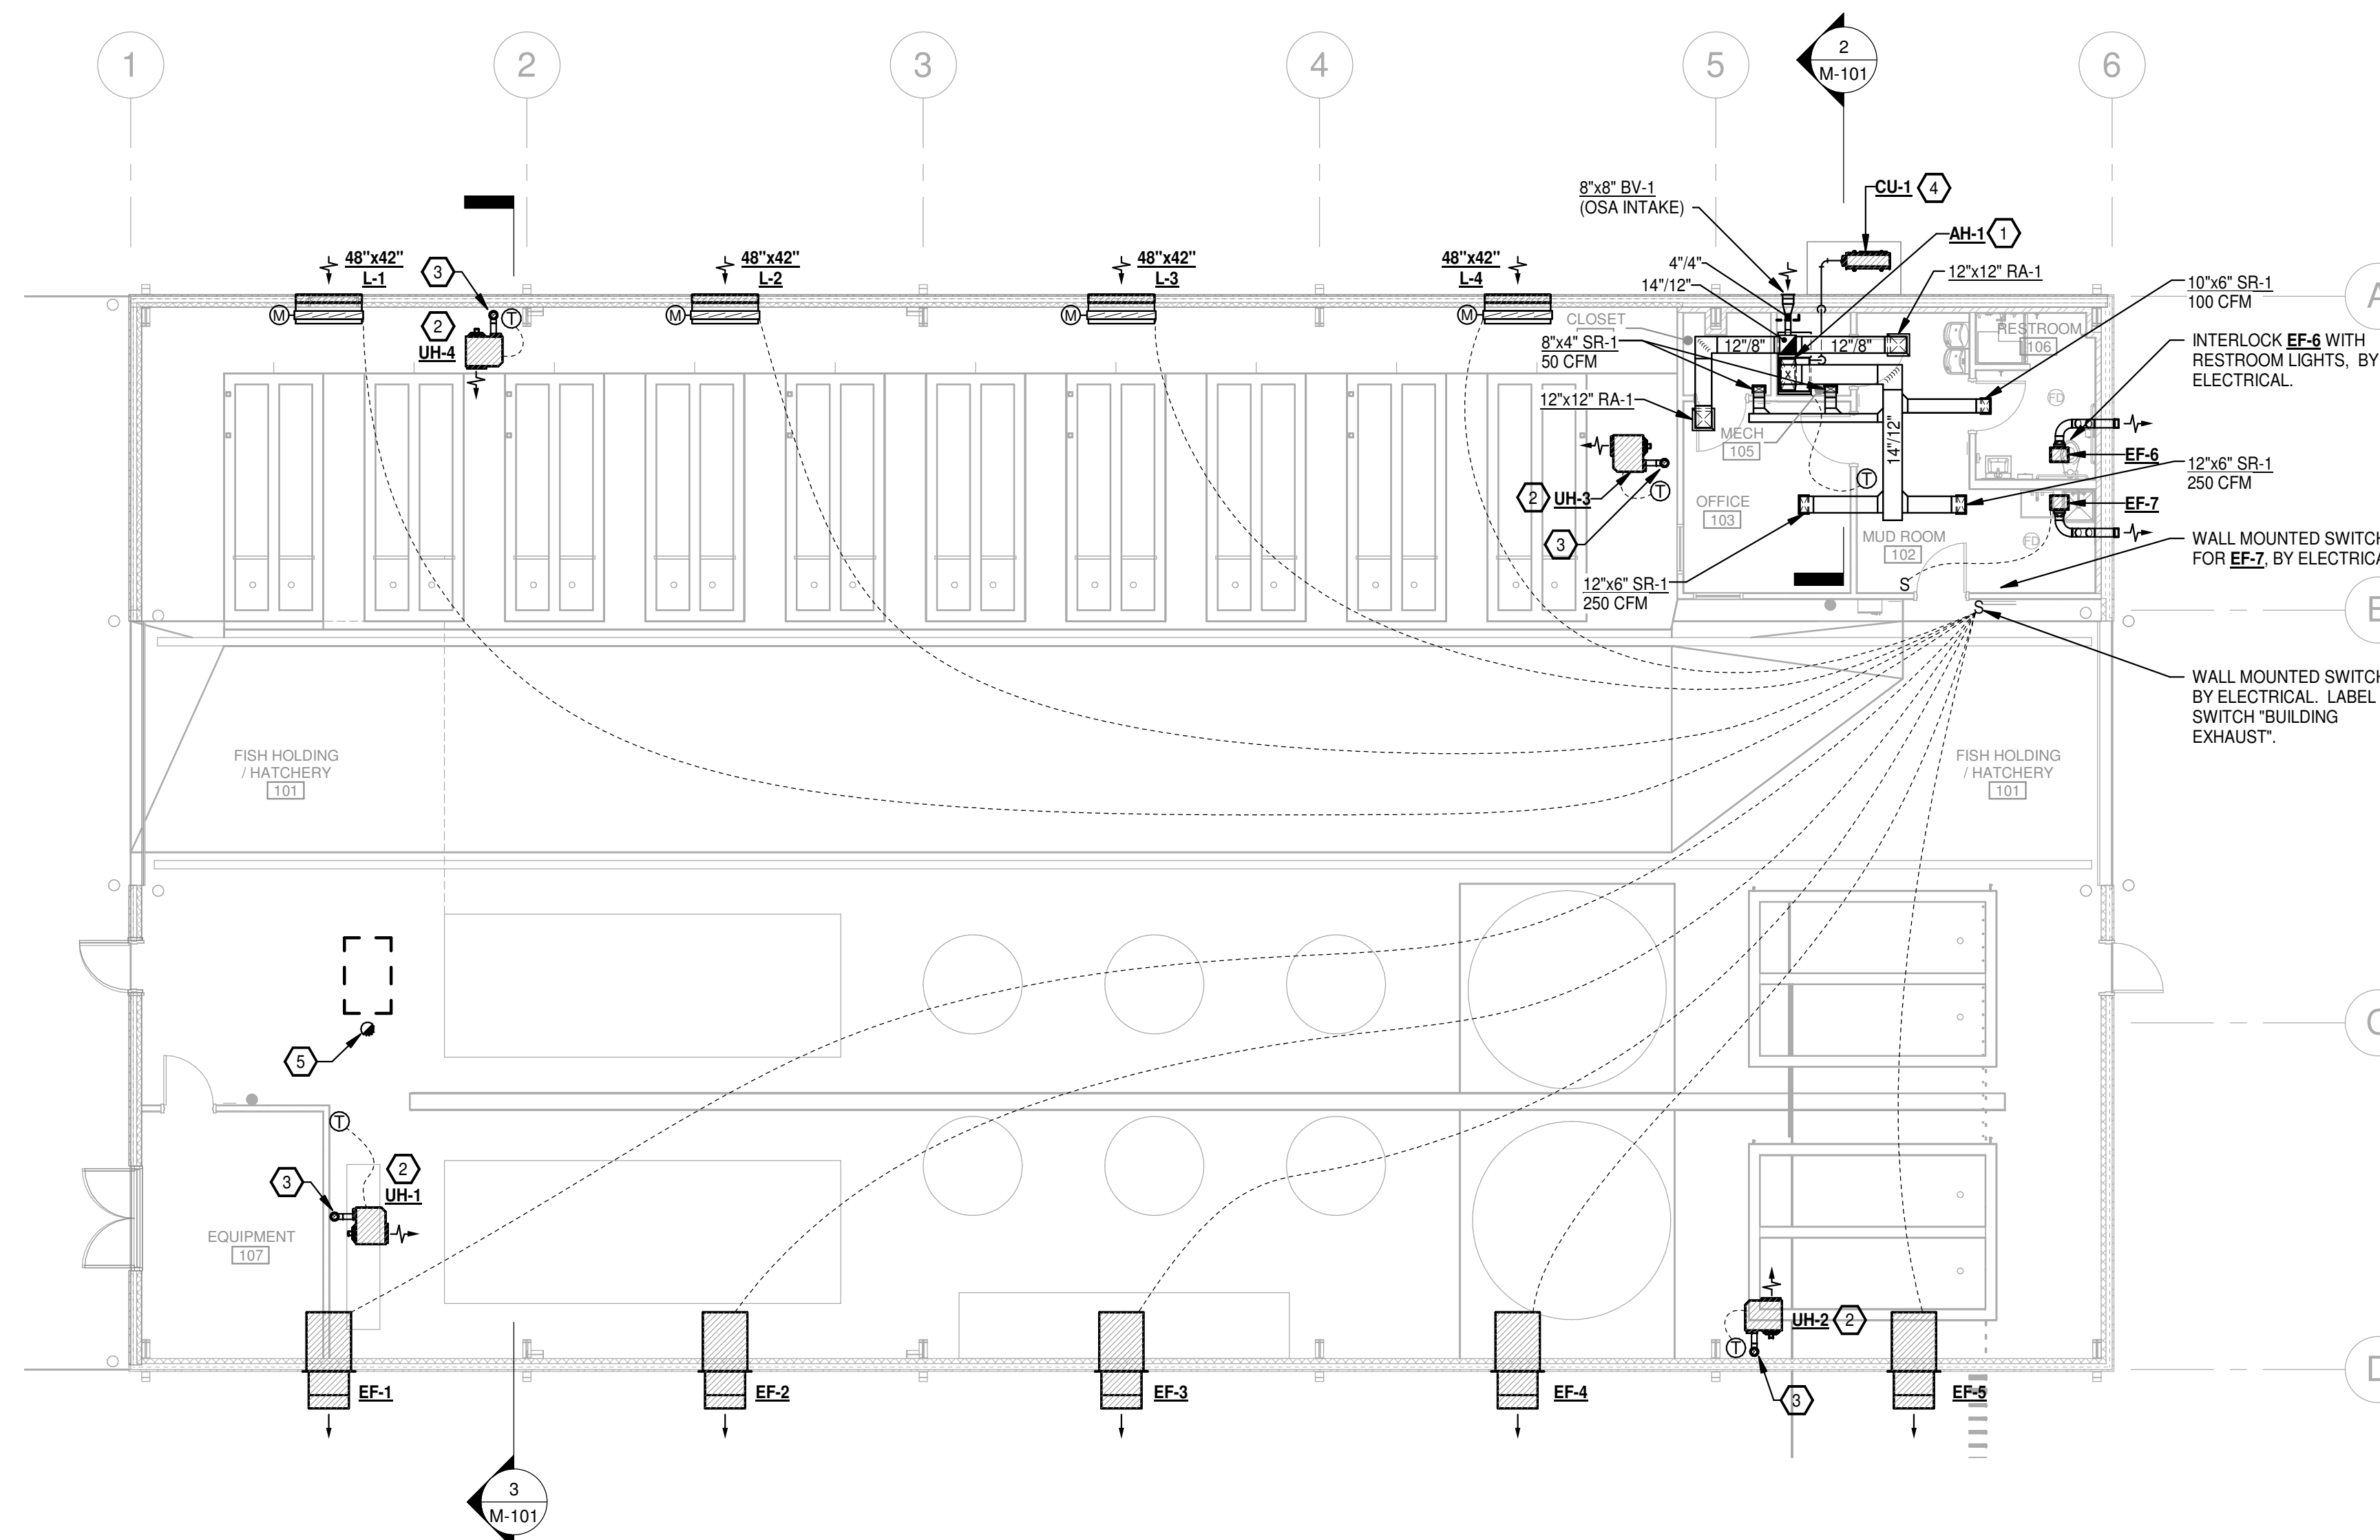 1
2
3
4
5
6
2
M-101
8"x8" BV-1
(OSA INTAKE)
CU-1
4
AH-1
1
12"x12" RA-1
4"/4"
14"/12"
48"x42"
L-1
3
2
UH-4
M
T
48"x42"
L-2
M
48"x42"
L-3
M
48"x42"
L-4
M
CLOSET
8"x4" SR-1
50 CFM
12"x12" RA-1
12"/8"
12"/8"
14"/12"
MECH
105
RESTROOM
106
FD
10"x6" SR-1
100 CFM
A
INTERLOCK EF-6 WITH
RESTROOM LIGHTS, BY
ELECTRICAL.
EF-6
12"x6" SR-1
250 CFM
EF-7
2
UH-3
T
3
OFFICE
103
T
MUD ROOM
102
FD
S
S
12"x6" SR-1
250 CFM
WALL MOUNTED
FOR EF-7, BY
WALL MOUNTED
BY ELECTRICAL. LABEL
SWITCH "BUILDING
EXHAUST".
FISH HOLDING
/ HATCHERY
101
FISH HOLDING
/ HATCHERY
101
5
T
3
2
UH-1
EQUIPMENT
107
UH-2
2
T
3
EF-1
EF-2
EF-3
EF-4
EF-5
3
M-101